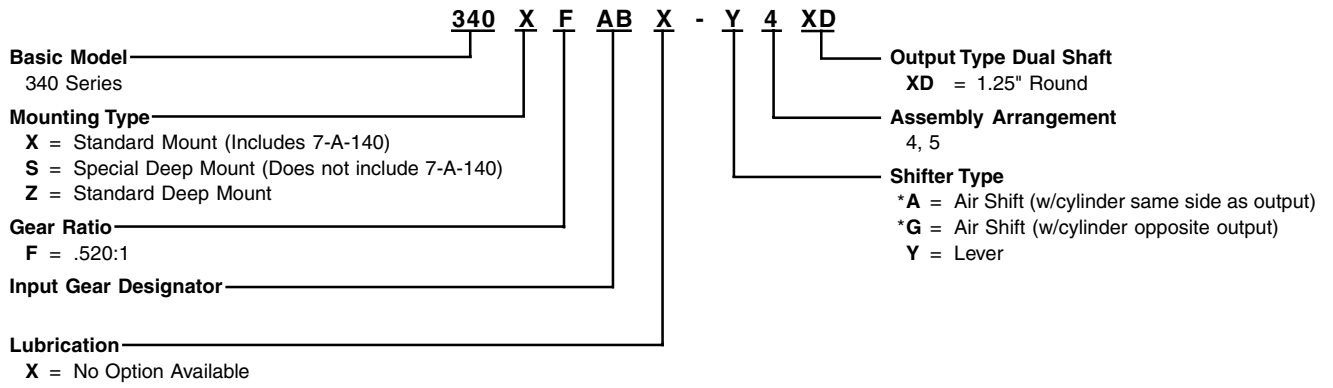 340 X F AB X - Y 4 XD
Basic Model
340 Series
Mounting Type
X = Standard Mount (Includes 7-A-140)
S = Special Deep Mount (Does not include 7-A-140)
Z = Standard Deep Mount
Gear Ratio
F = .520:1
Input Gear Designator
Lubrication
X = No Option Available
Output Type Dual Shaft
XD = 1.25" Round
Assembly Arrangement
4, 5
Shifter Type
*A = Air Shift (w/cylinder same side as output)
*G = Air Shift (w/cylinder opposite output)
Y = Lever